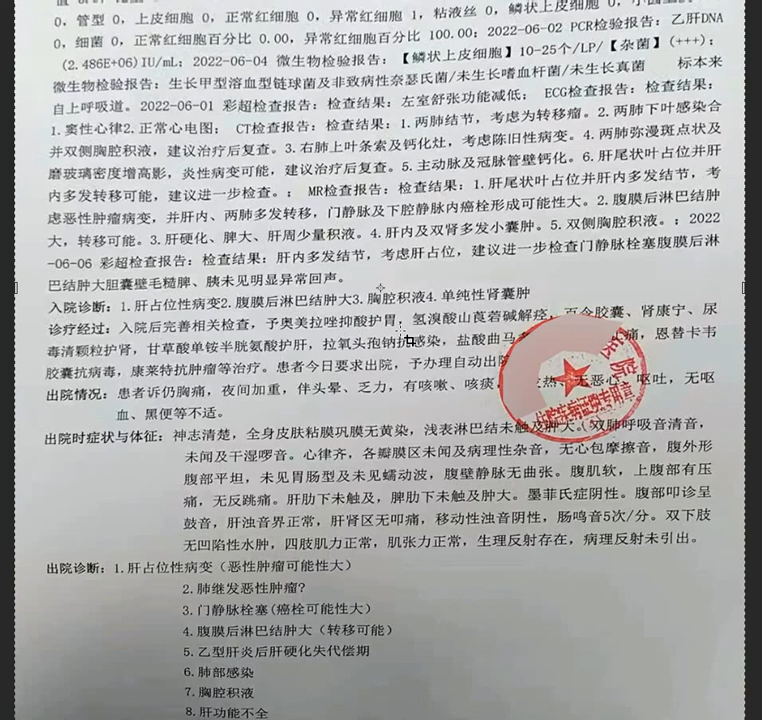 0, 管型 0, 上皮细胞 0, 正常红细胞 0, 异常红细胞 1, 粘液丝 0, 鳞状上皮细胞 0,
0, 细菌 0, 正常红细胞百分比 0.00, 异常红细胞百分比 100.00; 2022-06-02 PCR检验报告: 乙肝DNA
(2.486E+06)IU/mL; 2022-06-04 微生物检验报告: 【鳞状上皮细胞】10-25个/LP/【杂菌】(+++);
微生物检验报告: 生长甲型溶血型链球菌及非致病性奈瑟氏菌/未生长嗜血杆菌/未生长真菌 标本来
自上呼吸道。2022-06-01 彩超检查报告: 检查结果: 左室舒张功能减低; ECG检查报告: 检查结果:
1.窦性心律2.正常心电图; CT检查报告: 检查结果: 1.两肺结节, 考虑为转移瘤。2.两肺下叶感染合
并双侧胸腔积液, 建议治疗后复查。3.右肺上叶条索及钙化灶, 考虑陈旧性病变。4.两肺弥漫斑点状及
磨玻璃密度增高影, 炎性病变可能, 建议治疗后复查。5.主动脉及冠脉管壁钙化。6.肝尾状叶占位并肝
内多发转移可能, 建议进一步检查。; MR检查报告: 检查结果: 1.肝尾状叶占位并肝内多发结节, 考
虑恶性肿瘤病变, 并肝内、两肺多发转移, 门静脉及下腔静脉内癌栓形成可能性大。2.腹膜后淋巴结肿
大, 转移可能。3.肝硬化、脾大、肝周少量积液。4.肝内及双肾多发小囊肿。5.双侧胸腔积液。; 2022
-06-06 彩超检查报告: 检查结果: 肝内多发结节, 考虑肝占位, 建议进一步检查门静脉栓塞腹膜后淋
巴结肿大胆囊壁毛糙脾、胰未见明显异常回声。
入院诊断: 1.肝占位性病变2.腹膜后淋巴结肿大3.胸腔积液4.单纯性肾囊肿
诊疗经过: 入院后完善相关检查, 予奥美拉唑抑酸护胃, 氢溴酸山莨菪碱解痉, 百令胶囊、肾康宁、尿
毒清颗粒护肾, 甘草酸单铵半胱氨酸护肝, 拉氧头孢钠抗感染, 盐酸曲马 痛, 恩替卡韦
胶囊抗病毒, 康莱特抗肿瘤等治疗。患者今日要求出院, 予办理自动出院
出院情况: 患者诉仍胸痛, 夜间加重, 伴头晕、乏力, 有咳嗽、咳痰, 发热, 无恶心、呕吐, 无呕
血、黑便等不适。
出院时症状与体征: 神志清楚, 全身皮肤粘膜巩膜无黄染, 浅表淋巴结未触及肿大。双肺呼吸音清音,
未闻及干湿啰音。心律齐, 各瓣膜区未闻及病理性杂音, 无心包摩擦音, 腹外形
腹部平坦, 未见胃肠型及未见蠕动波, 腹壁静脉无曲张。腹肌软, 上腹部有压
痛, 无反跳痛。肝肋下未触及, 脾肋下未触及肿大。墨菲氏症阴性。腹部叩诊呈
鼓音, 肝浊音界正常, 肝肾区无叩痛, 移动性浊音阴性, 肠鸣音5次/分。双下肢
无凹陷性水肿, 四肢肌力正常, 肌张力正常, 生理反射存在, 病理反射未引出。
出院诊断: 1.肝占位性病变（恶性肿瘤可能性大）
2.肺继发恶性肿瘤?
3.门静脉栓塞(癌栓可能性大)
4.腹膜后淋巴结肿大（转移可能）
5.乙型肝炎后肝硬化失代偿期
6.肺部感染
7.胸腔积液
8.肝功能不全